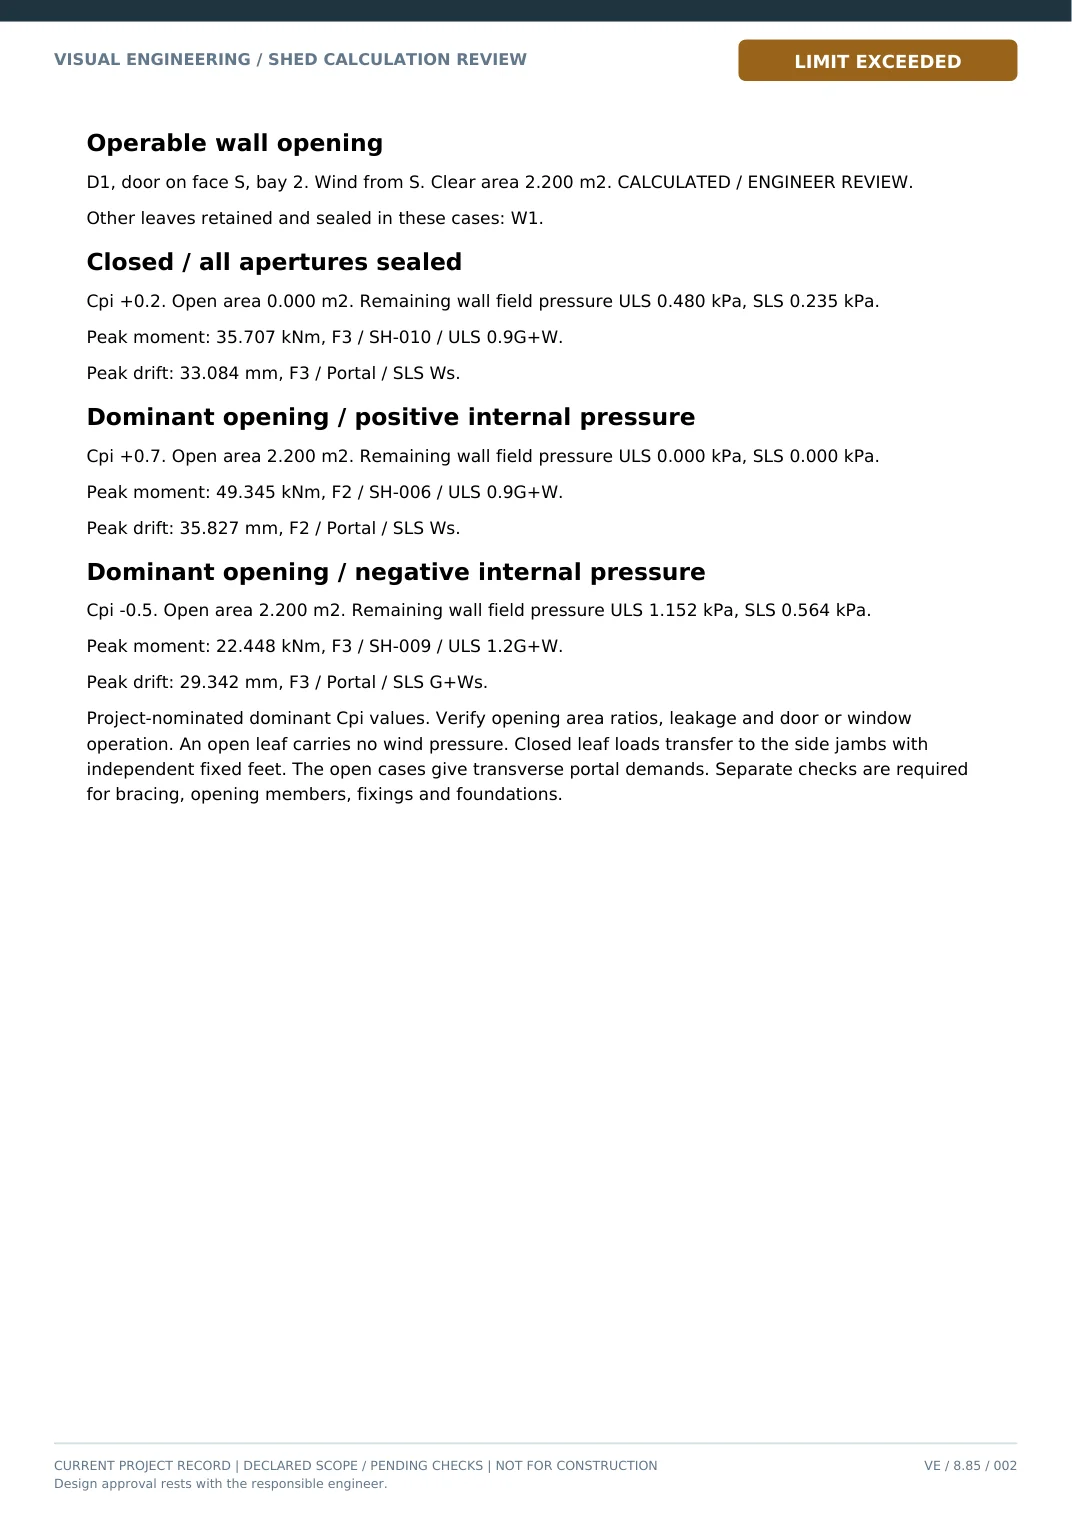 VISUAL ENGINEERING / SHED CALCULATION REVIEW
LIMIT EXCEEDED
Operable wall opening
D1, door on face S, bay 2. Wind from S. Clear area 2.200 m2. CALCULATED / ENGINEER REVIEW.
Other leaves retained and sealed in these cases: W1.
Closed / all apertures sealed
Cpi +0.2. Open area 0.000 m2. Remaining wall field pressure ULS 0.480 kPa, SLS 0.235 kPa.
Peak moment: 35.707 kNm, F3 / SH-010 / ULS 0.9G+W.
Peak drift: 33.084 mm, F3 / Portal / SLS Ws.
Dominant opening / positive internal pressure
Cpi +0.7. Open area 2.200 m2. Remaining wall field pressure ULS 0.000 kPa, SLS 0.000 kPa.
Peak moment: 49.345 kNm, F2 / SH-006 / ULS 0.9G+W.
Peak drift: 35.827 mm, F2 / Portal / SLS Ws.
Dominant opening / negative internal pressure
Cpi -0.5. Open area 2.200 m2. Remaining wall field pressure ULS 1.152 kPa, SLS 0.564 kPa.
Peak moment: 22.448 kNm, F3 / SH-009 / ULS 1.2G+W.
Peak drift: 29.342 mm, F3 / Portal / SLS G+Ws.
Project-nominated dominant Cpi values. Verify opening area ratios, leakage and door or window
operation. An open leaf carries no wind pressure. Closed leaf loads transfer to the side jambs with
independent fixed feet. The open cases give transverse portal demands. Separate checks are required
for bracing, opening members, fixings and foundations.
CURRENT PROJECT RECORD | DECLARED SCOPE / PENDING CHECKS | NOT FOR CONSTRUCTION
VE / 8.85 / 002
Design approval rests with the responsible engineer.